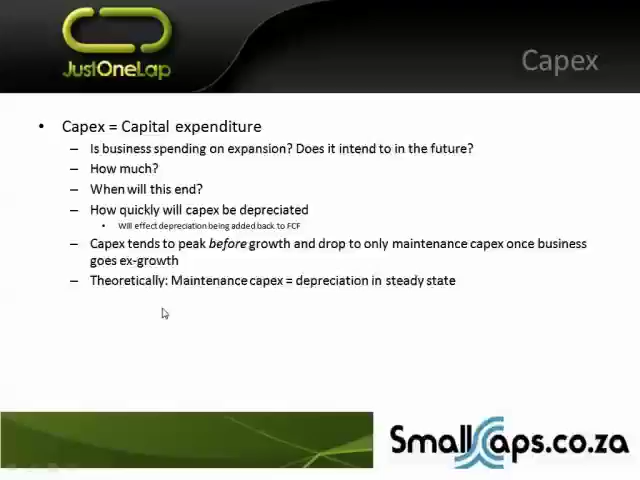 JustOneLap
Capex
• Capex = Capital expenditure
– Is business spending on expansion? Does it intend to in the future?
– How much?
– When will this end?
– How quickly will capex be depreciated
• Will effect depreciation being added back to FCF
– Capex tends to peak before growth and drop to only maintenance capex once business
goes ex-growth
– Theoretically: Maintenance capex = depreciation in steady state
SmallCaps.co.za